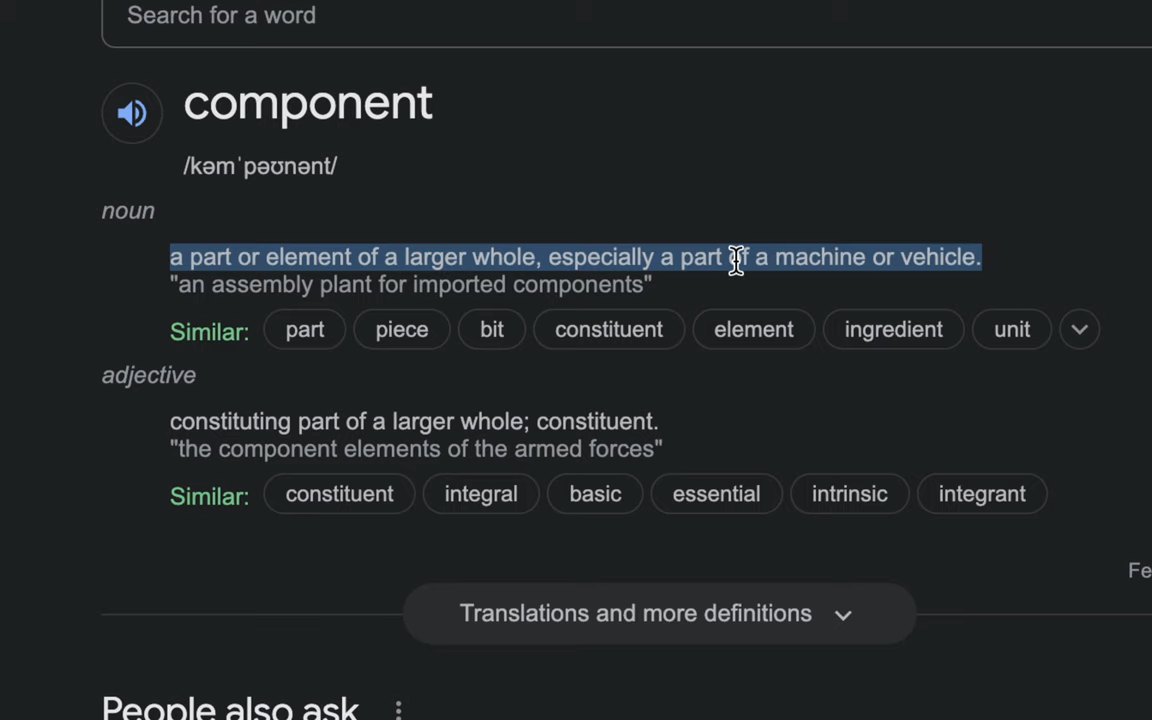 Search for a word
component
/kəmˈpəʊnənt/
noun
a part or element of a larger whole, especially a part of a machine or vehicle.
"an assembly plant for imported components"
Similar: part piece bit constituent element ingredient unit
adjective
constituting part of a larger whole; constituent.
"the component elements of the armed forces"
Similar: constituent integral basic essential intrinsic integrant
Fe
Translations and more definitions
People also ask